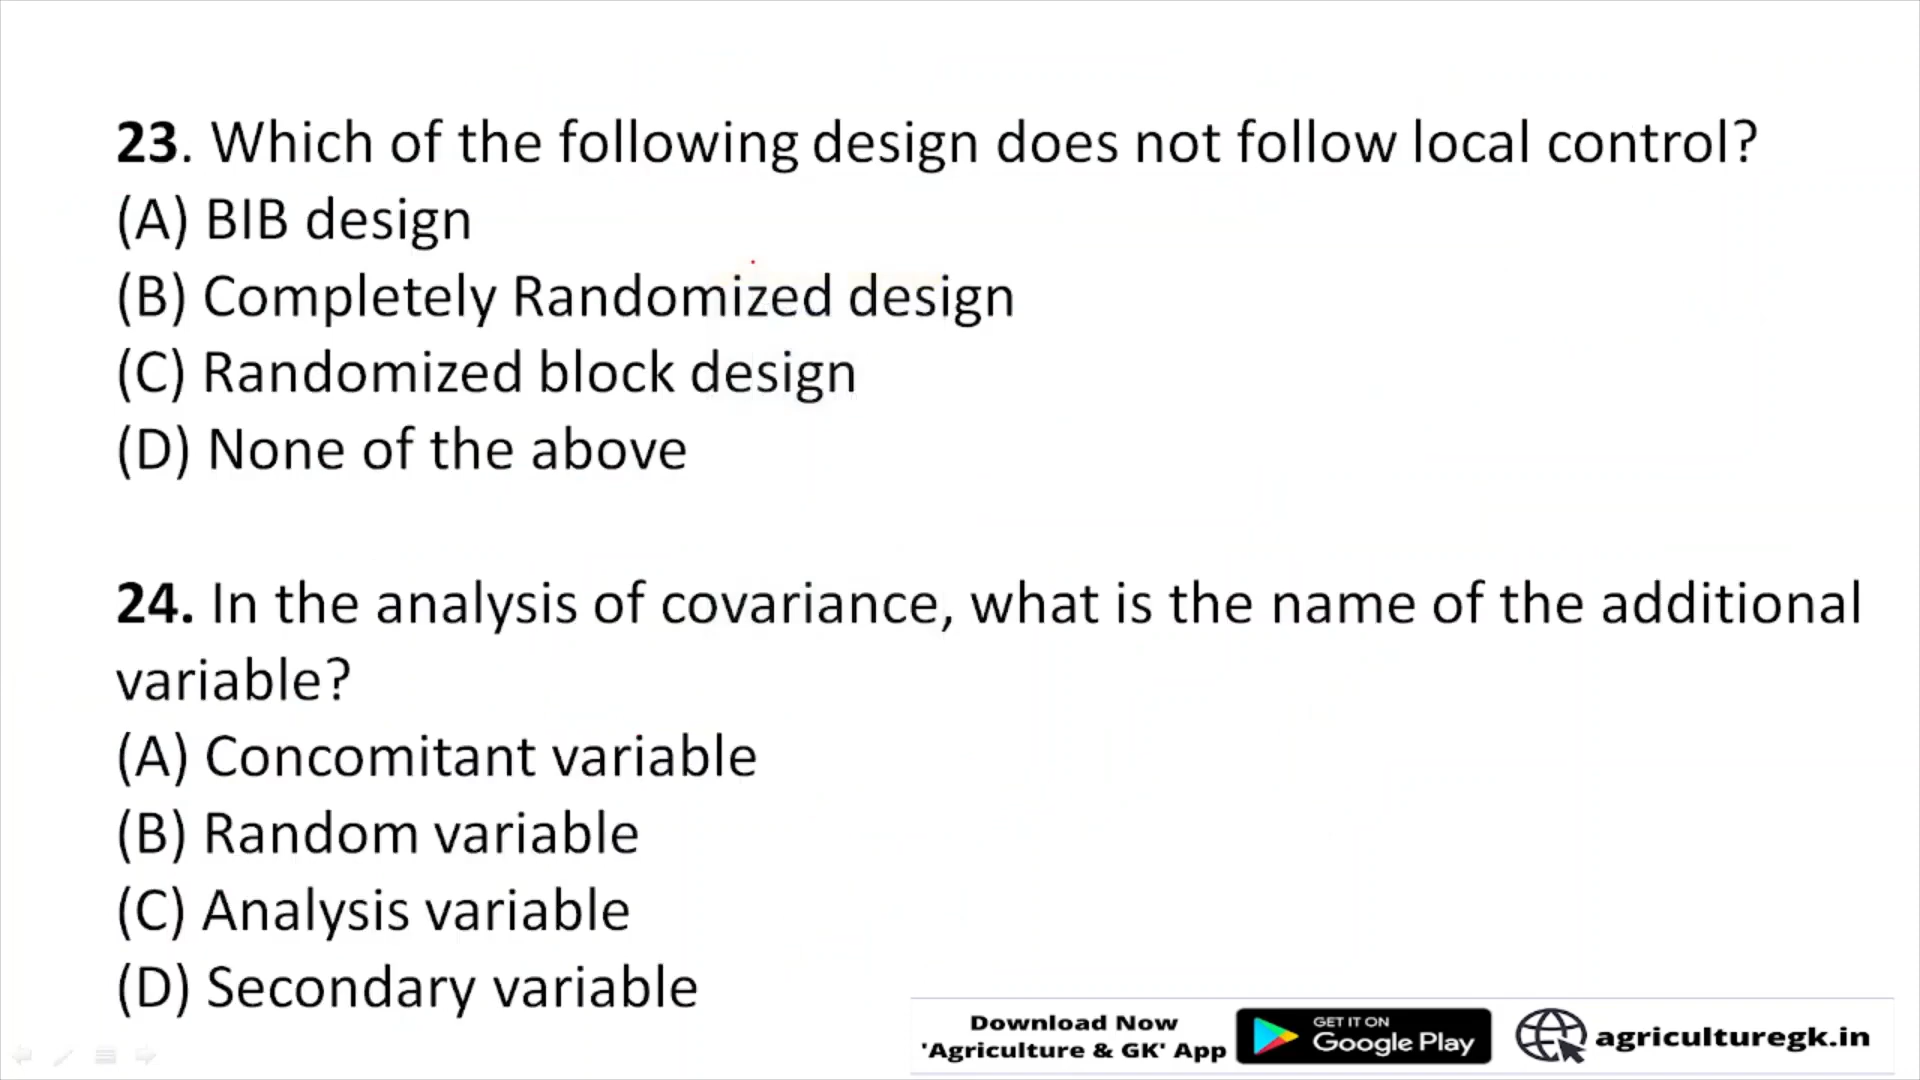 23. Which of the following design does not follow local control?
(A) BIB design
(B) Completely Randomized design
(C) Randomized block design
(D) None of the above
24. In the analysis of covariance, what is the name of the additional
variable?
(A) Concomitant variable
(B) Random variable
(C) Analysis variable
(D) Secondary variable
Download Now
'Agriculture & GK' App
GET IT ON
Google Play
agriculturegk.in